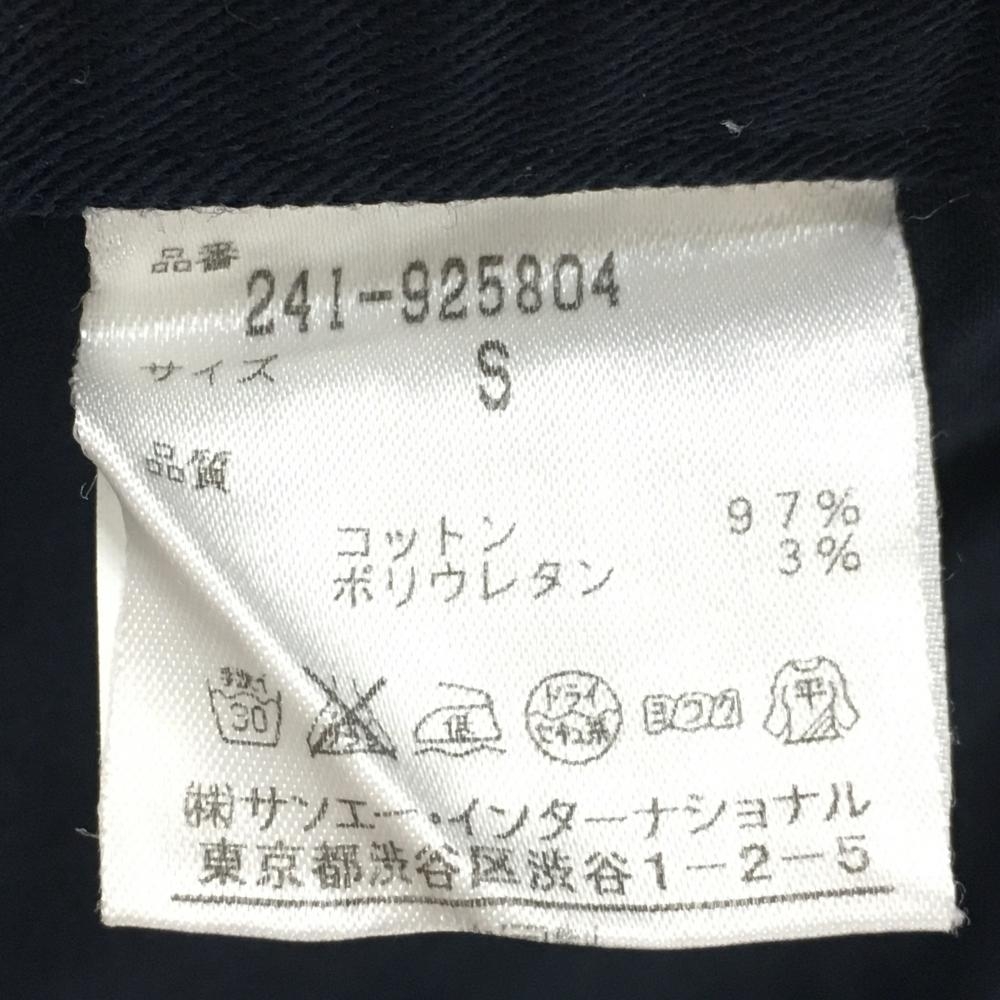 品番
241-925804
サイズ S
品質
コットン 97%
ポリウレタン 3%
手洗イ 30 低 ドライ セキユ系 ヨワク 平
(株)サンエー・インターナショナル
東京都渋谷区渋谷1-2-5